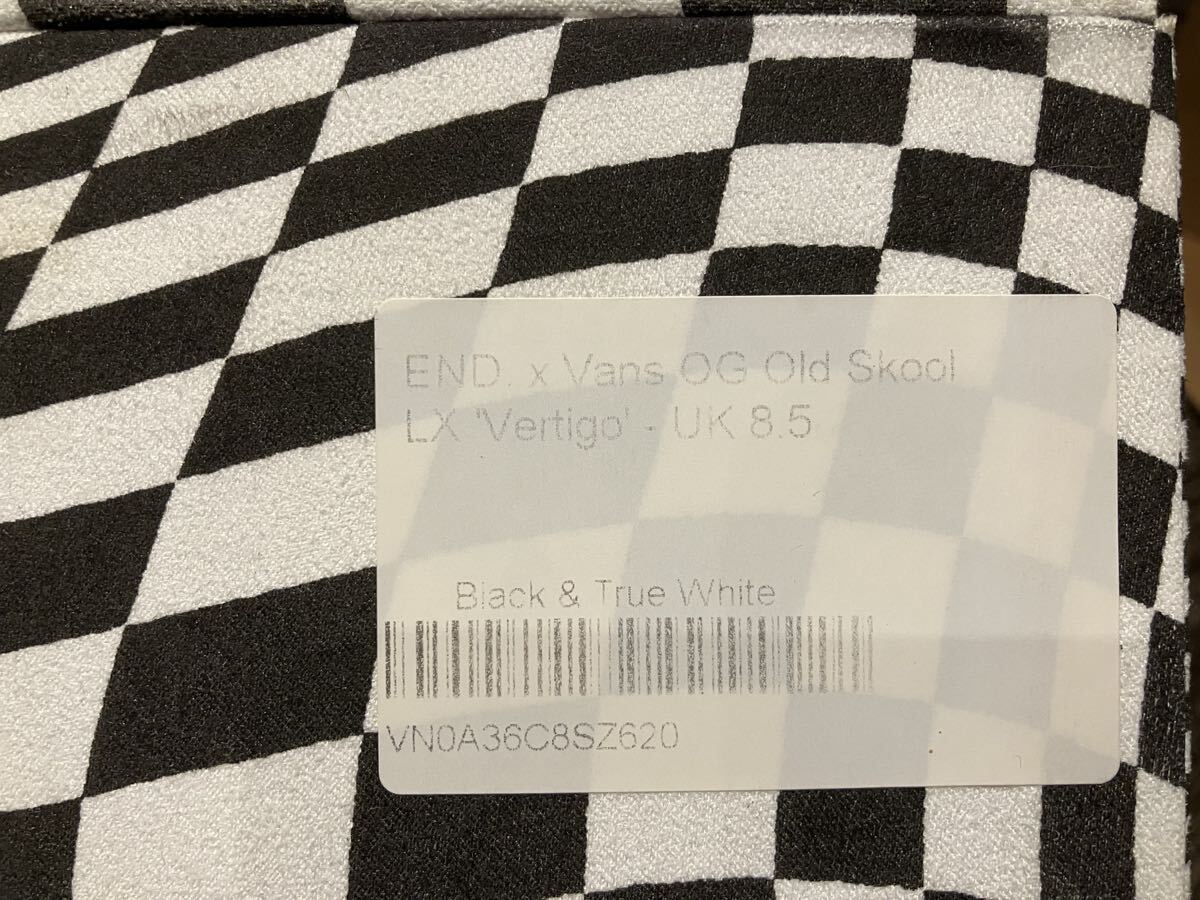 END. x Vans OG Old Skool
LX 'Vertigo' - UK 8.5
Black & True White
VN0A36C8SZ620